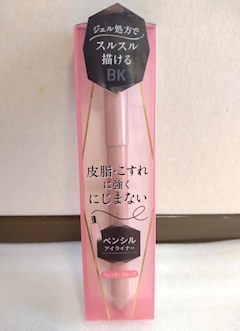 ジェル処方で
スルスル
描ける
BK
皮脂・こすれ
に強く
にじまない
ペンシル
アイライナー